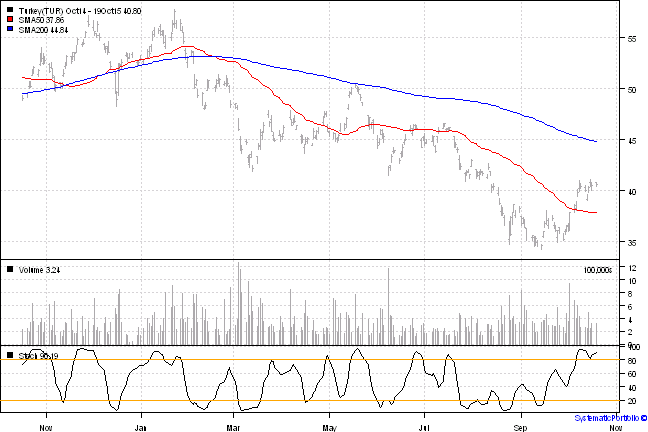 Turkey(TUR) Oct14 - 19Oct15 40.80
SMA50 37.86
SMA200 44.84
55
50
45
40
35
Volume 3.24
100,000s
12
10
8
6
4
2
0
Stoch 90.19
100
80
60
40
20
Nov Jan Mar May Jul Sep Nov
SystematicPortfolio ©